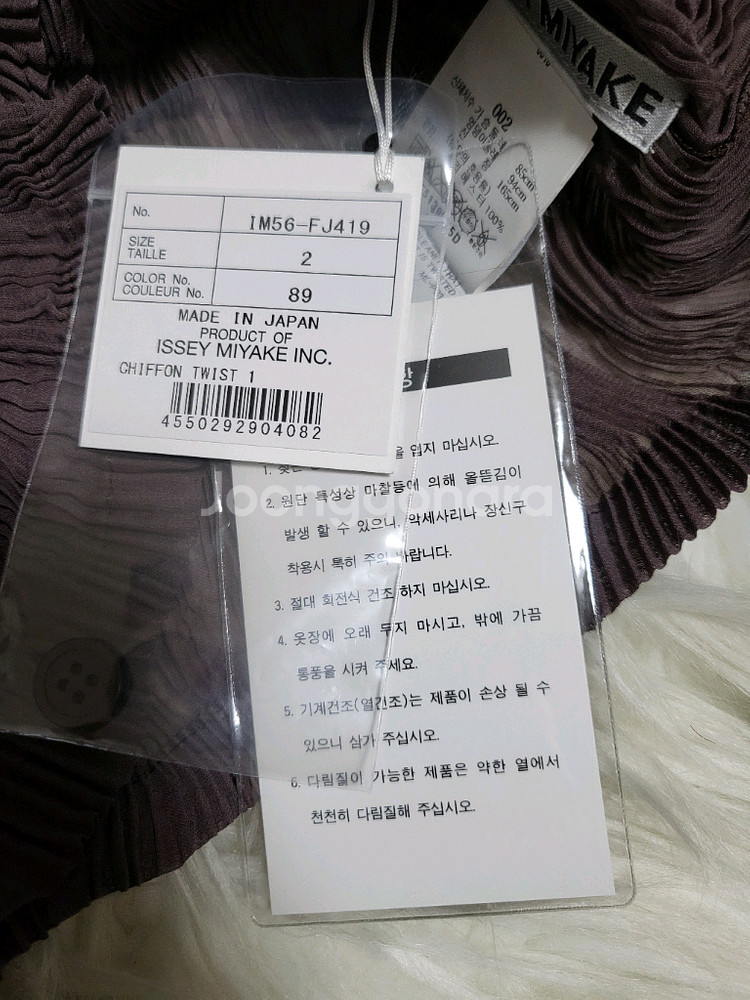 MIYAKE
002
85cm
94cm
165cm
100%
No. IM56-FJ419
SIZE
TAILLE 2
COLOR No.
COULEUR No. 89
MADE IN JAPAN
PRODUCT OF
ISSEY MIYAKE INC.
CHIFFON TWIST 1
4550292904082
입지 마십시오.
2. 원단 특성상 마찰등에 의해 올뜯김이
발생 할 수 있으니, 악세사리나 장신구
착용시 특히 주의 바랍니다.
3. 절대 회전식 건조 하지 마십시오.
4. 옷장에 오래 두지 마시고, 밖에 가끔
통풍을 시켜 주세요.
5. 기계건조(열건조)는 제품이 손상 될 수
있으니 삼가 주십시오.
6. 다림질이 가능한 제품은 약한 열에서
천천히 다림질해 주십시오.
Joonggonara